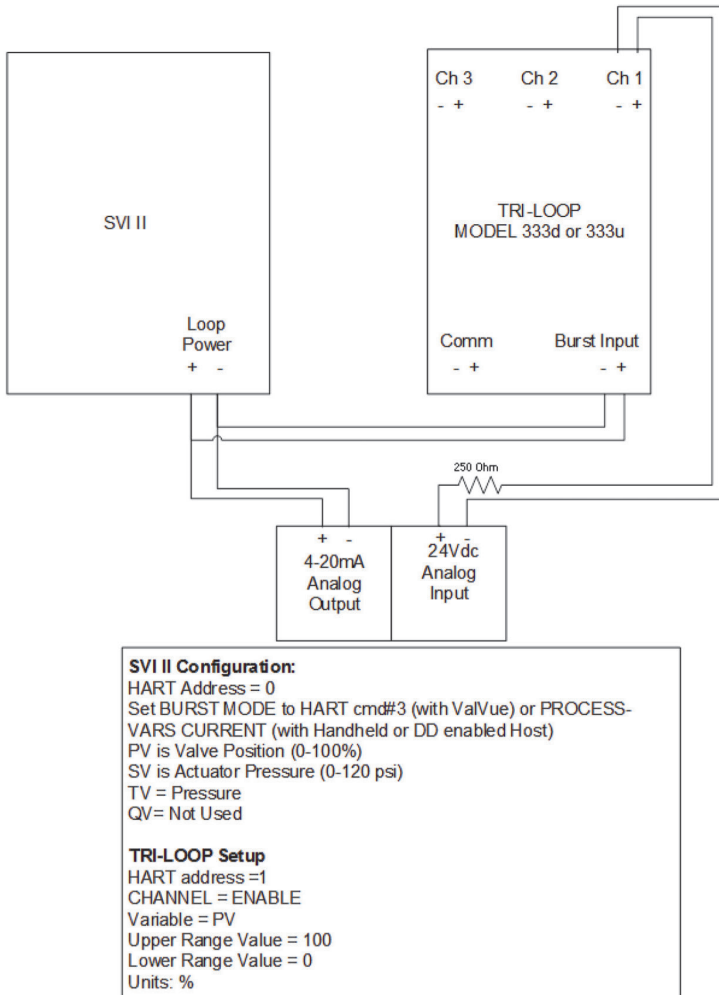 SVI II
Loop
Power
+ -
Ch 3 Ch 2 Ch 1
- + - + - +
TRI-LOOP
MODEL 333d or 333u
Comm Burst Input
- + - +
250 Ohm
+ -
4-20mA
Analog
Output
+ -
24Vdc
Analog
Input
SVI II Configuration:
HART Address = 0
Set BURST MODE to HART cmd#3 (with ValVue) or PROCESS-
VARS CURRENT (with Handheld or DD enabled Host)
PV is Valve Position (0-100%)
SV is Actuator Pressure (0-120 psi)
TV = Pressure
QV= Not Used
TRI-LOOP Setup
HART address =1
CHANNEL = ENABLE
Variable = PV
Upper Range Value = 100
Lower Range Value = 0
Units: %